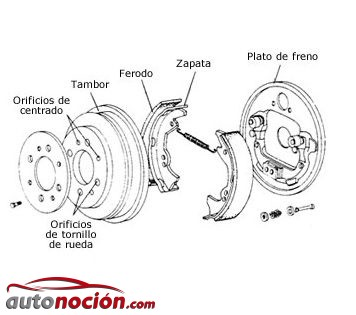 Plato de freno
Zapata
Ferodo
Tambor
Orificios de
centrado
Orificios
de tornillo
de rueda
autonoción.com